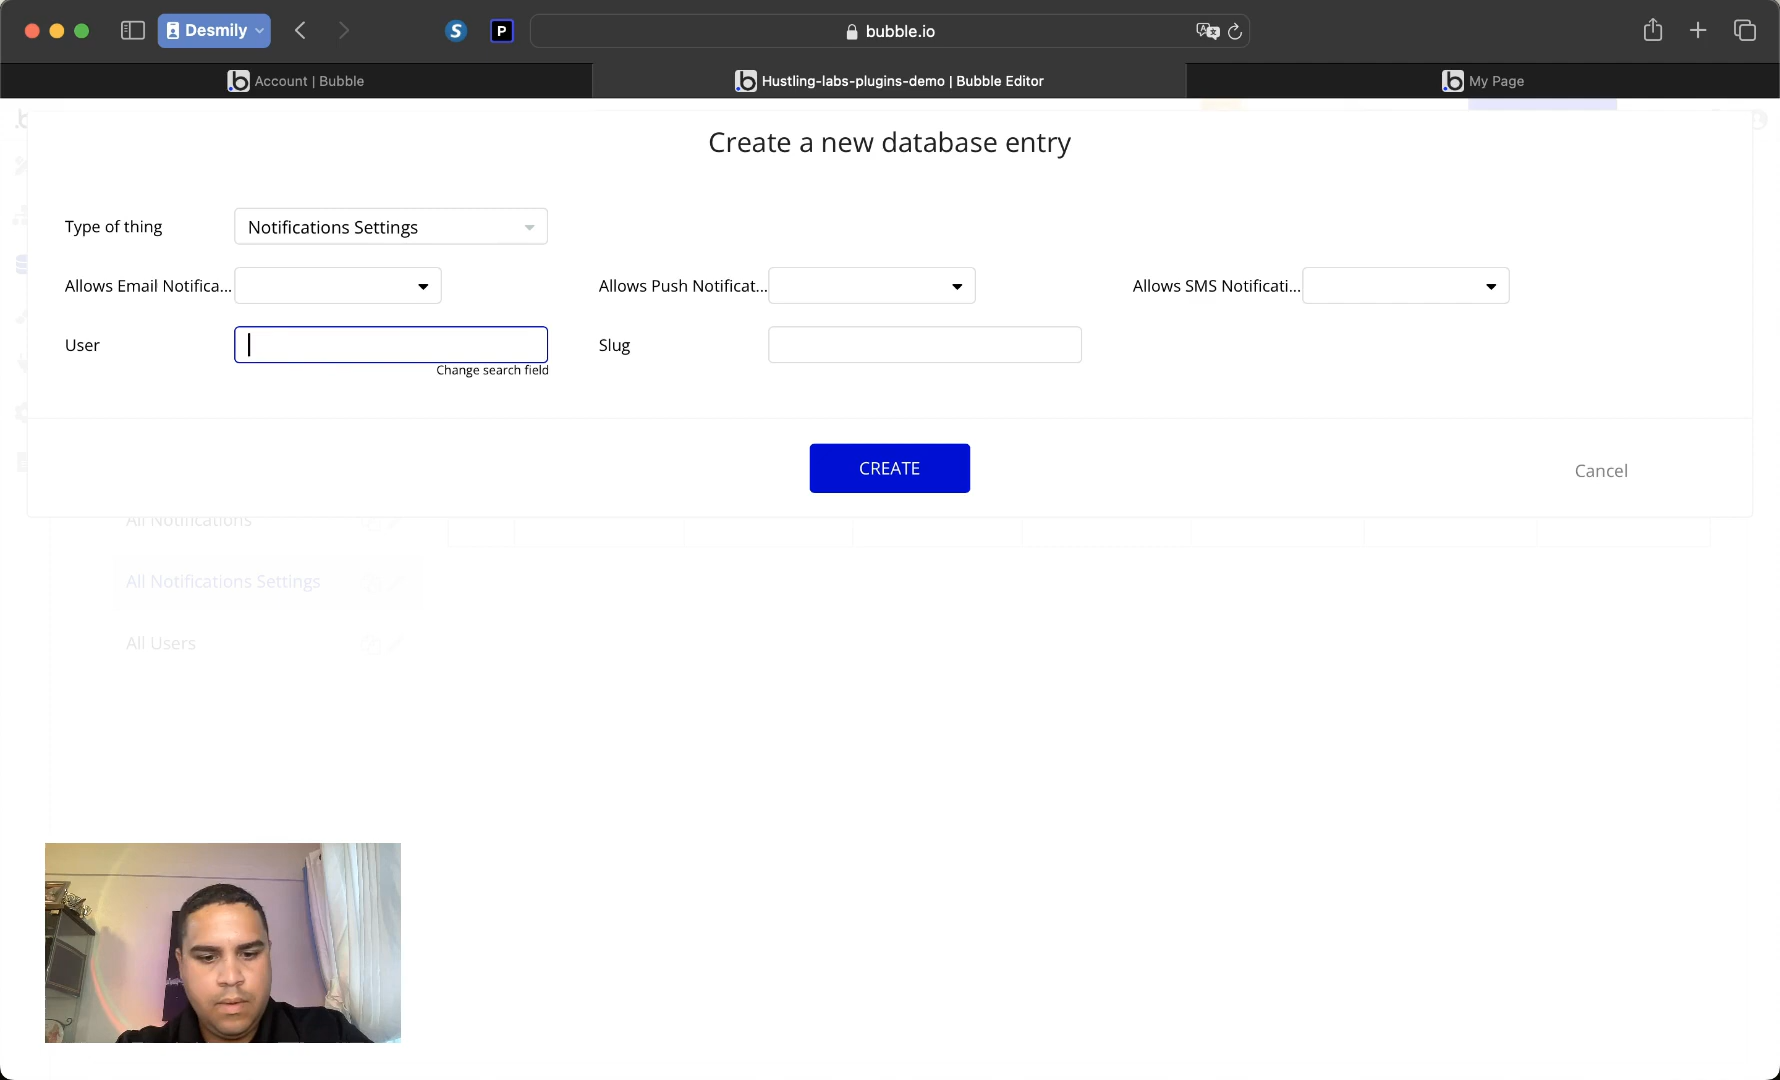 Desmily
S
P
bubble.io
Account | Bubble
Hustling-labs-plugins-demo | Bubble Editor
My Page
Create a new database entry
Type of thing
Notifications Settings
Allows Email Notifica...
Allows Push Notificat...
Allows SMS Notificati...
User
Slug
Change search field
CREATE
Cancel
All Notifications
All Notifications Settings
All Users